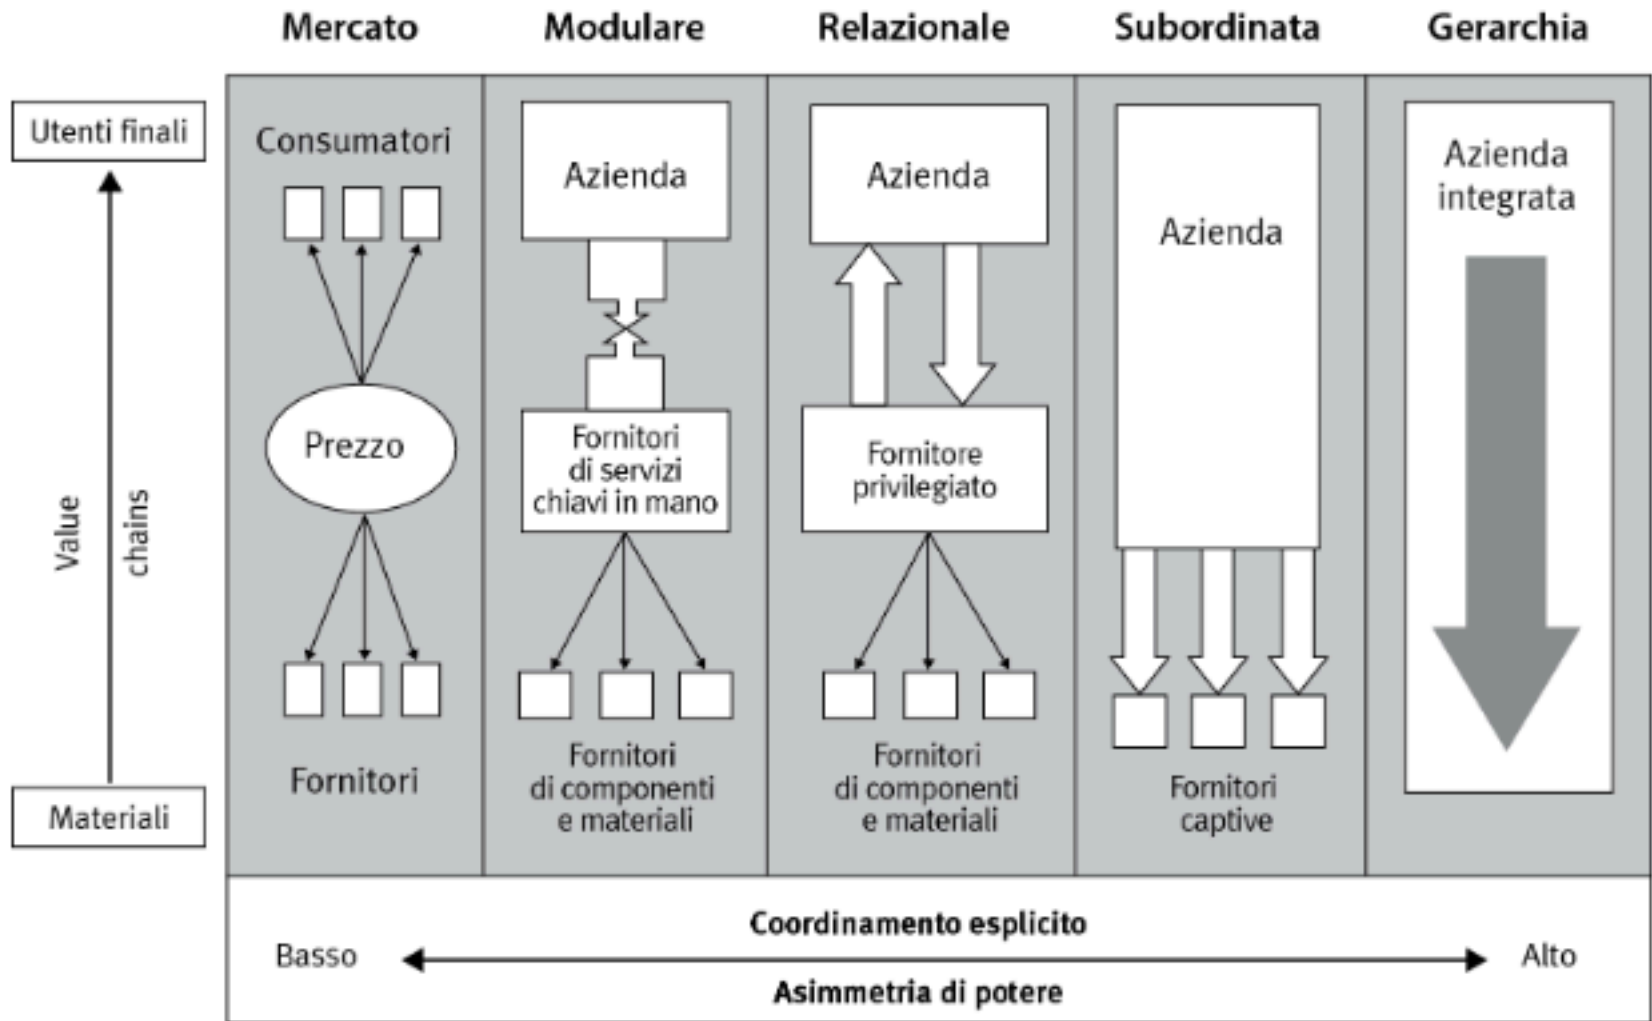 Mercato
Modulare
Relazionale
Subordinata
Gerarchia
Utenti finali
Value
chains
Materiali
Consumatori
Prezzo
Fornitori
Azienda
Fornitori
di servizi
chiavi in mano
Fornitori
di componenti
e materiali
Azienda
Fornitore
privilegiato
Fornitori
di componenti
e materiali
Azienda
Fornitori
captive
Azienda
integrata
Coordinamento esplicito
Basso
Alto
Asimmetria di potere